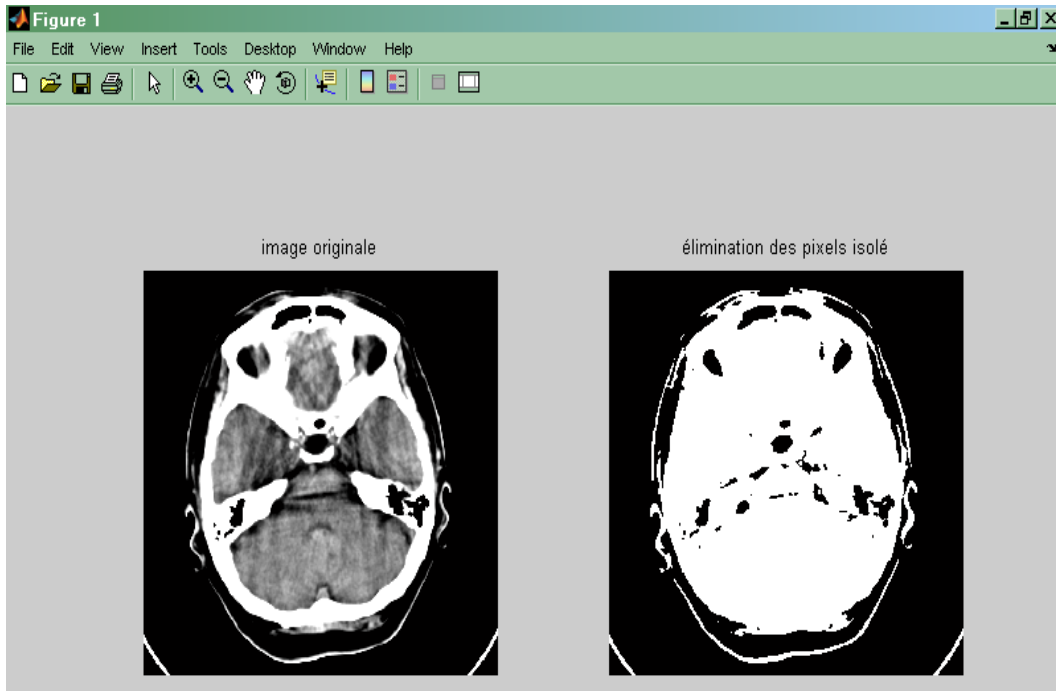 Figure 1
File Edit View Insert Tools Desktop Window Help
image originale
élimination des pixels isolé